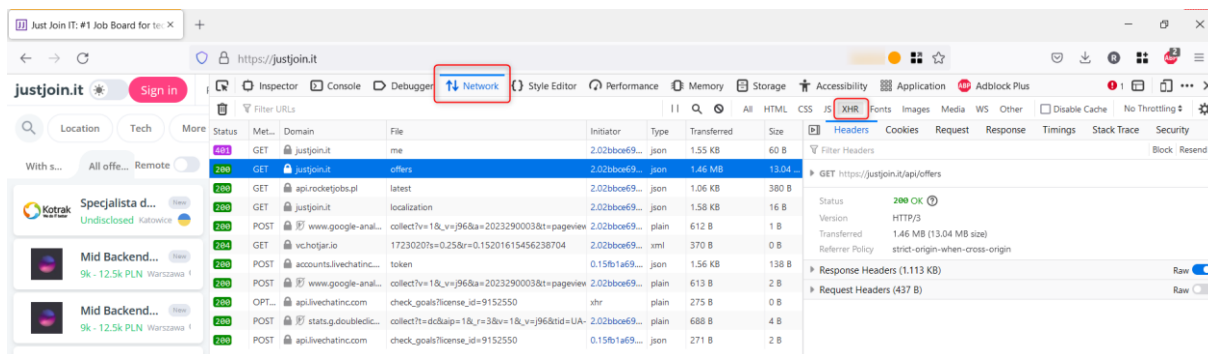 Just Join IT: #1 Job Board for tec
https://justjoin.it
2
justjoin.it Sign in
Inspector Console Debugger Network Style Editor Performance Memory Storage Accessibility Application Adblock Plus 1
Filter URLs
All HTML CSS JS XHR Fonts Images Media WS Other Disable Cache No Throttling
Location Tech More
Status Met... Domain File Initiator Type Transferred Size
Headers Cookies Request Response Timings Stack Trace Security
Filter Headers Block Resend
With s... All offe... Remote
401 GET justjoin.it me 2.02bbce69... json 1.55 KB 60 B
200 GET justjoin.it offers 2.02bbce69... json 1.46 MB 13.04 ...
200 GET api.rocketjobs.pl latest 2.02bbce69... json 1.06 KB 380 B
200 GET justjoin.it localization 2.02bbce69... json 1.58 KB 16 B
200 POST www.google-anal... collect?v=1&_v=j96&a=2023290003&t=pageview 2.02bbce69... plain 612 B 1 B
204 GET vc.hotjar.io 1723020?s=0.25&r=0.15201615456238704 2.02bbce69... xml 370 B 0 B
200 POST accounts.livechatinc.... token 0.15fb1a69... json 1.56 KB 138 B
200 POST www.google-anal... collect?v=1&_v=j96&a=2023290003&t=pageview 2.02bbce69... plain 613 B 2 B
200 OPT... api.livechatinc.com check_goals?license_id=9152550 xhr plain 275 B 0 B
200 POST stats.g.doubleclic... collect?t=dc&aip=1&_r=3&v=1&_v=j96&tid=UA- 2.02bbce69... plain 688 B 4 B
200 POST api.livechatinc.com check_goals?license_id=9152550 0.15fb1a69... json 271 B 2 B
GET https://justjoin.it/api/offers
Status 200 OK
Version HTTP/3
Transferred 1.46 MB (13.04 MB size)
Referrer Policy strict-origin-when-cross-origin
Response Headers (1.113 KB) Raw
Request Headers (437 B) Raw
Kotrak
Specjalista d... New
Undisclosed Katowice
Mid Backend... New
9k - 12.5k PLN Warszawa
Mid Backend... New
9k - 12.5k PLN Warszawa